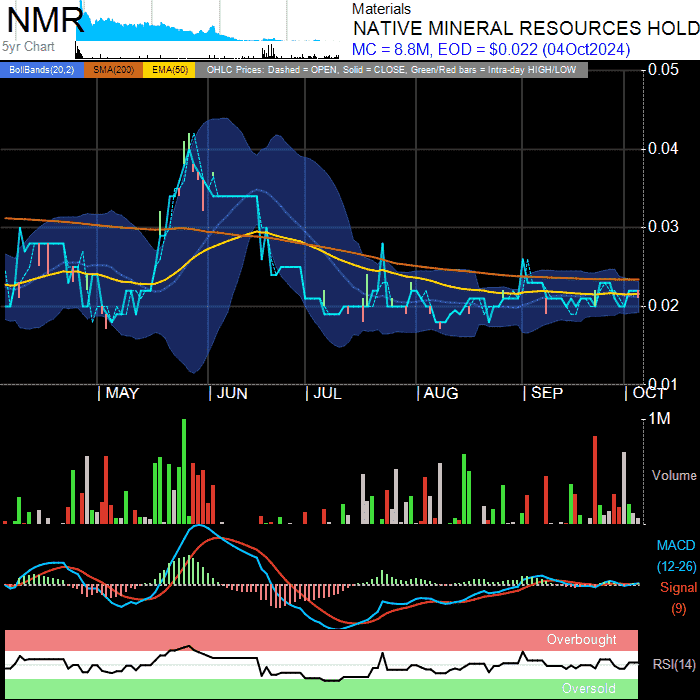 NMR
5yr Chart
Materials
NATIVE MINERAL RESOURCES HOLD
MC = 8.8M, EOD = $0.022 (04Oct2024)
BollBands(20,2) SMA(200) EMA(50) OHLC Prices: Dashed = OPEN, Solid = CLOSE, Green/Red bars = Intra-day HIGH/LOW
0.05
0.04
0.03
0.02
0.01
MAY JUN JUL AUG SEP OCT
1M
Volume
MACD
(12-26)
Signal
(9)
Overbought
RSI(14)
Oversold